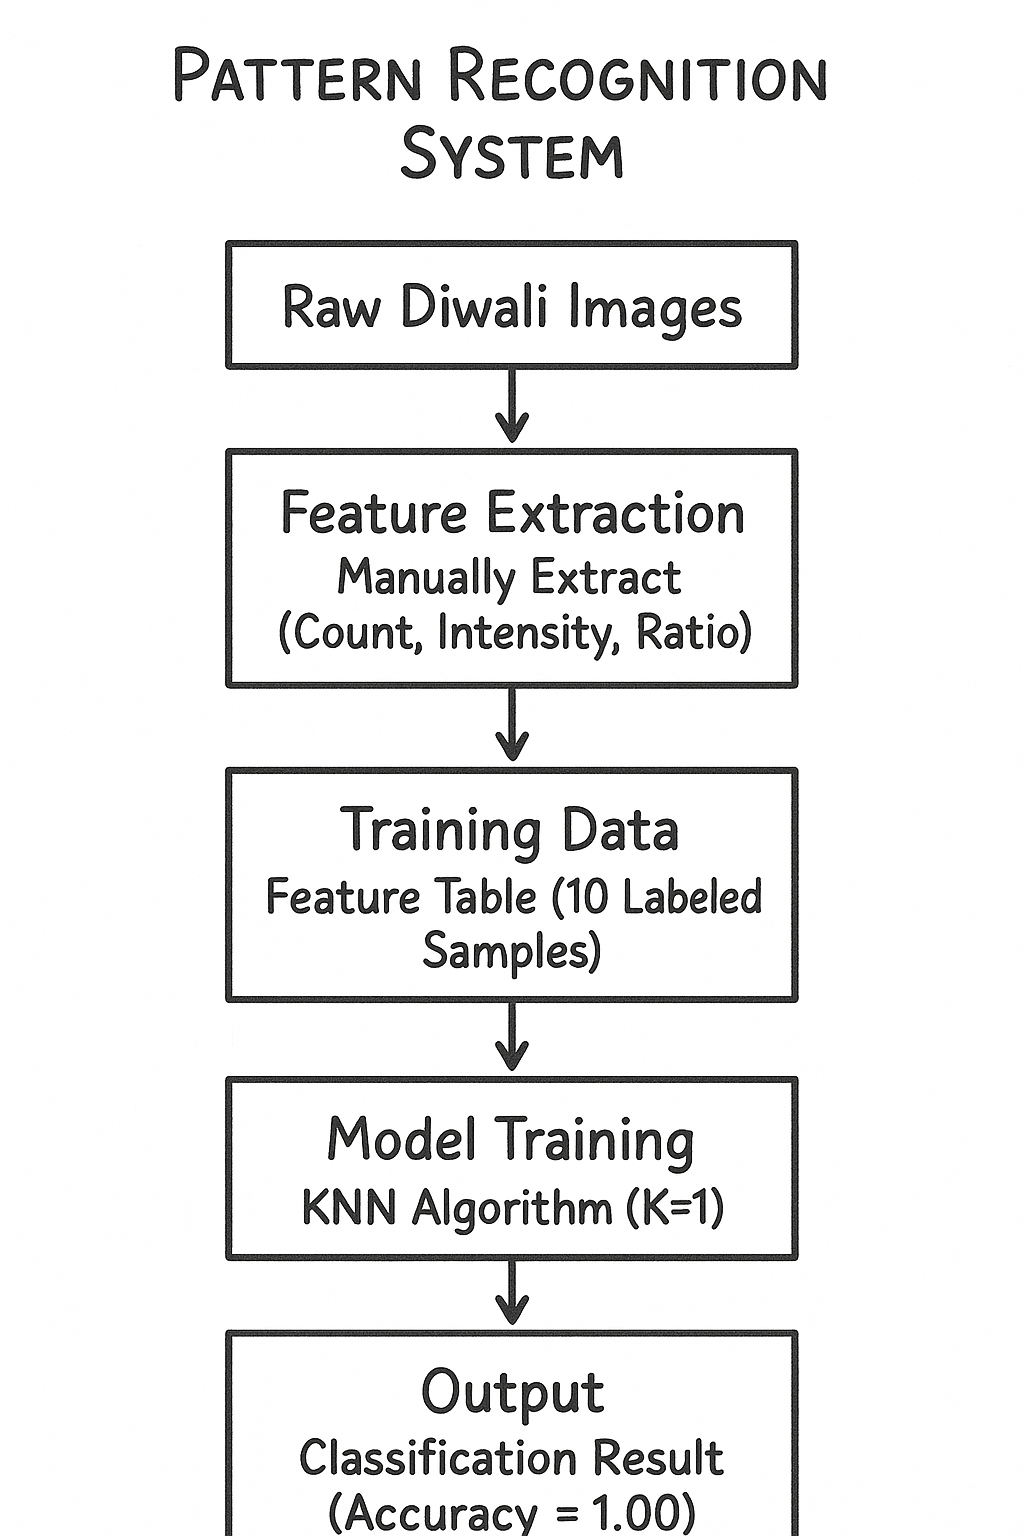 PATTERN RECOGNITION
SYSTEM
Raw Diwali Images
Feature Extraction
Manually Extract
(Count, Intensity, Ratio)
Training Data
Feature Table (10 Labeled
Samples)
Model Training
KNN Algorithm (K=1)
Output
Classification Result
(Accuracy = 1.00)